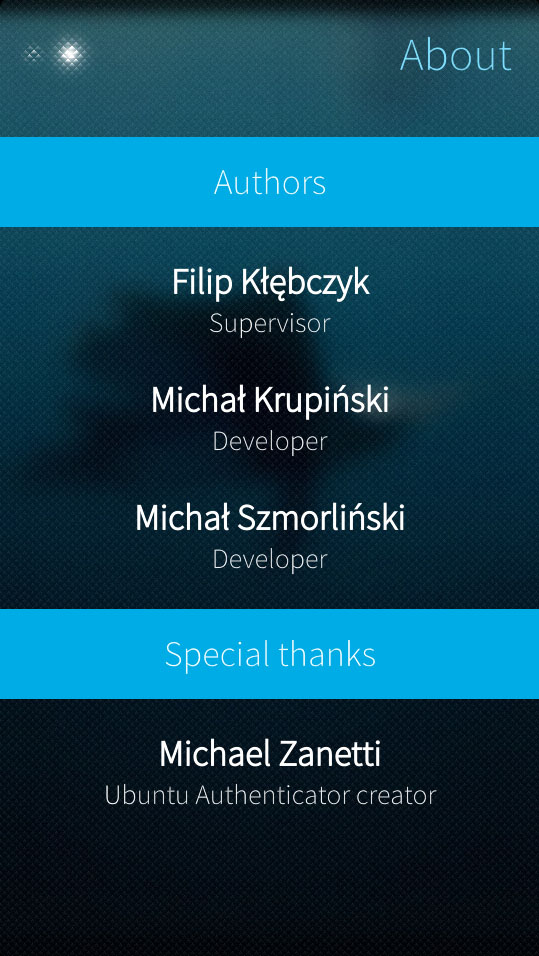 About
Authors
Filip Kłębczyk
Supervisor
Michał Krupiński
Developer
Michał Szmorliński
Developer
Special thanks
Michael Zanetti
Ubuntu Authenticator creator